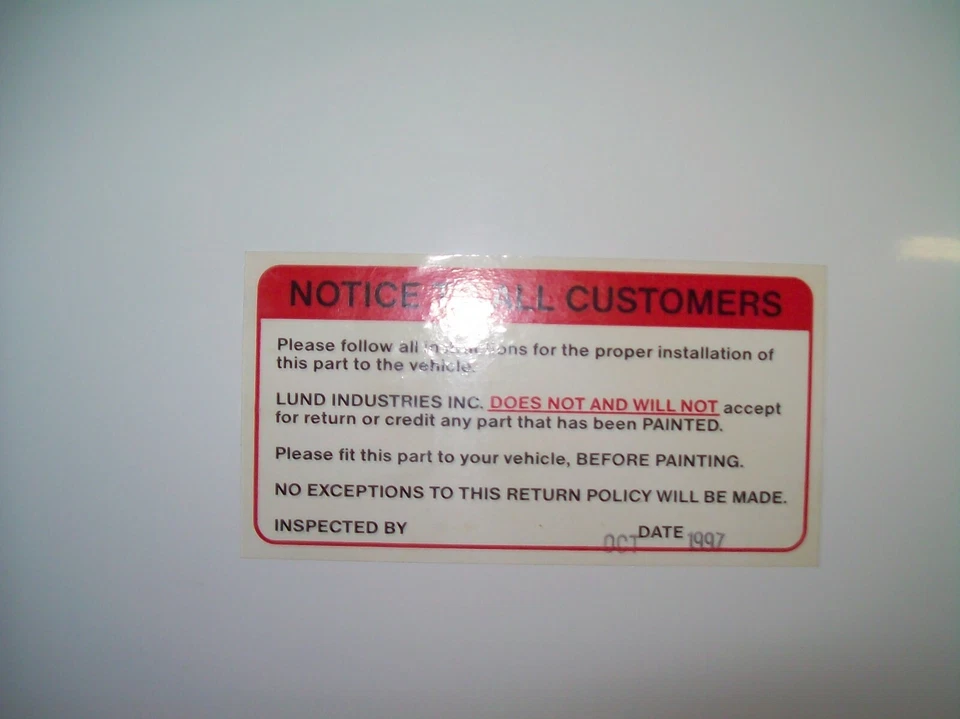 NOTICE ALL CUSTOMERS
Please follow all for the proper installation of
this part to the vehicle.
LUND INDUSTRIES INC. DOES NOT AND WILL NOT accept
for return or credit any part that has been PAINTED.
Please fit this part to your vehicle, BEFORE PAINTING.
NO EXCEPTIONS TO THIS RETURN POLICY WILL BE MADE.
INSPECTED BY DATE
OCT 1997